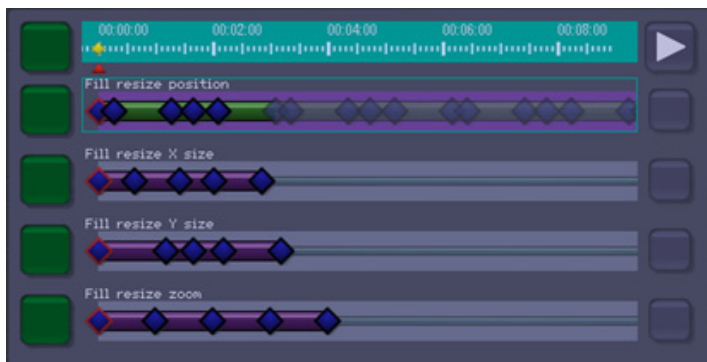 00:00:00 00:02:00 00:04:00 00:06:00 00:08:00
Fill resize position
Fill resize X size
Fill resize Y size
Fill resize zoom